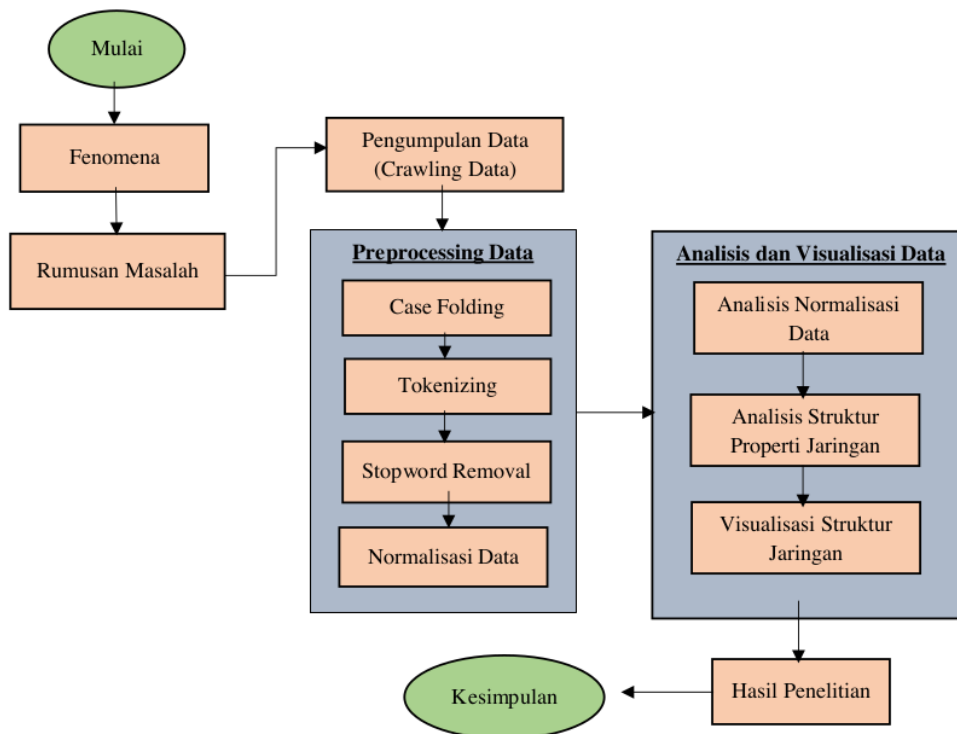 Mulai
Fenomena
Rumusan Masalah
Pengumpulan Data
(Crawling Data)
Preprocessing Data
Case Folding
Tokenizing
Stopword Removal
Normalisasi Data
Analisis dan Visualisasi Data
Analisis Normalisasi
Data
Analisis Struktur
Properti Jaringan
Visualisasi Struktur
Jaringan
Hasil Penelitian
Kesimpulan